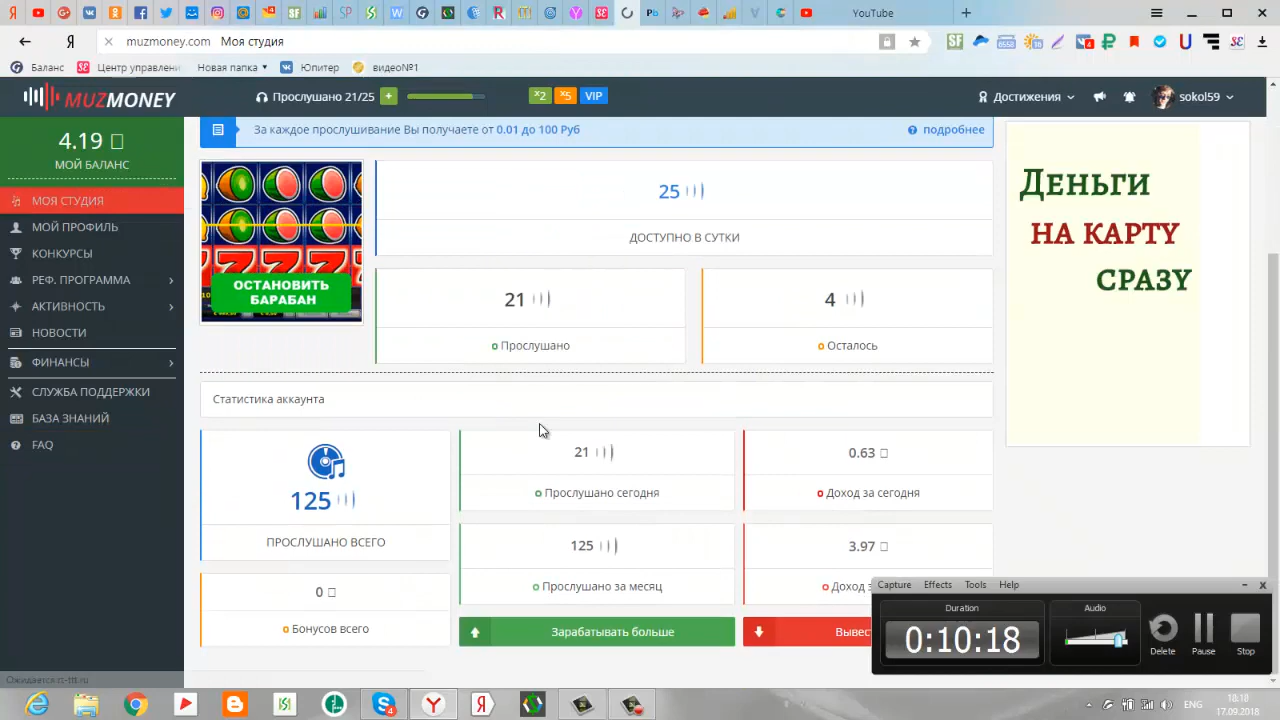 YouTube
muzmoney.com Моя студия
Баланс
Центр управлени
Новая папка
Юпитер
видео№1
MUZMONEY
Прослушано 21/25 +
x2 x5 VIP
Достижения
sokol59
4.19
МОЙ БАЛАНС
МОЯ СТУДИЯ
МОЙ ПРОФИЛЬ
КОНКУРСЫ
РЕФ. ПРОГРАММА
АКТИВНОСТЬ
НОВОСТИ
ФИНАНСЫ
СЛУЖБА ПОДДЕРЖКИ
БАЗА ЗНАНИЙ
FAQ
За каждое прослушивание Вы получаете от 0.01 до 100 Руб
подробнее
ОСТАНОВИТЬ
БАРАБАН
25
ДОСТУПНО В СУТКИ
21
Прослушано
4
Осталось
Статистика аккаунта
125
ПРОСЛУШАНО ВСЕГО
0
Бонусов всего
21
Прослушано сегодня
125
Прослушано за месяц
Зарабатывать больше
0.63
Доход за сегодня
3.97
Доход з
Вывес
Деньги
НА КАРТУ
СРАЗУ
Capture Effects Tools Help
Duration
0:10:18
Audio
Delete
Pause
Stop
ENG
18:18
17.09.2018